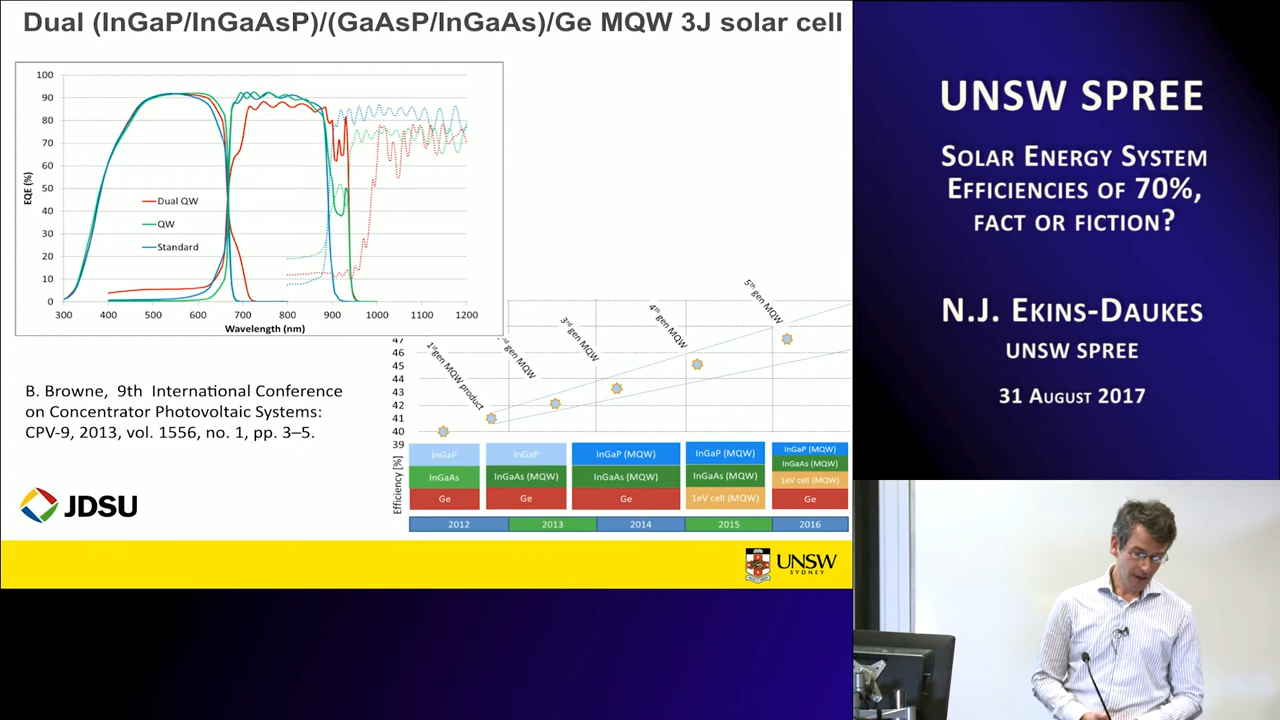 Dual (InGaP/InGaAsP)/(GaAsP/InGaAs)/Ge MQW 3J solar cell
100
90
80
70
60
50
40
30
20
10
0
EQE (%)
Dual QW
QW
Standard
300 400 500 600 700 800 900 1000 1100 1200
Wavelength (nm)
B. Browne, 9th International Conference
on Concentrator Photovoltaic Systems:
CPV-9, 2013, vol. 1556, no. 1, pp. 3–5.
JDSU
47
46
45
44
43
42
41
40
39
Efficiency [%]
1st gen MQW product
gen MQW
3rd gen MQW
4th gen MQW
5th gen MQW
InGaP InGaP InGaP (MQW) InGaP (MQW) InGaP (MQW)
InGaAs InGaAs (MQW) InGaAs (MQW) InGaAs (MQW) InGaAs (MQW)
1eV cell (MQW)
Ge Ge Ge 1eV cell (MQW) Ge
2012 2013 2014 2015 2016
UNSW
SYDNEY
UNSW SPREE
Solar Energy System
Efficiencies of 70%,
fact or fiction?
N.J. Ekins-Daukes
UNSW SPREE
31 August 2017